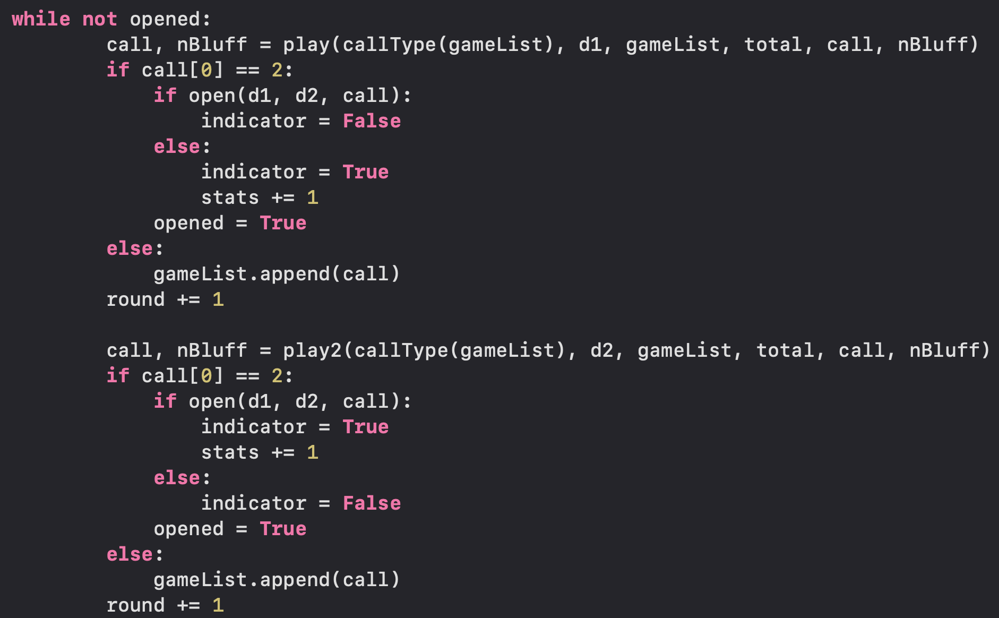 while not opened:
        call, nBluff = play(callType(gameList), d1, gameList, total, call, nBluff)
        if call[0] == 2:
            if open(d1, d2, call):
                indicator = False
            else:
                indicator = True
                stats += 1
            opened = True
        else:
            gameList.append(call)
        round += 1

        call, nBluff = play2(callType(gameList), d2, gameList, total, call, nBluff)
        if call[0] == 2:
            if open(d1, d2, call):
                indicator = True
                stats += 1
            else:
                indicator = False
            opened = True
        else:
            gameList.append(call)
        round += 1